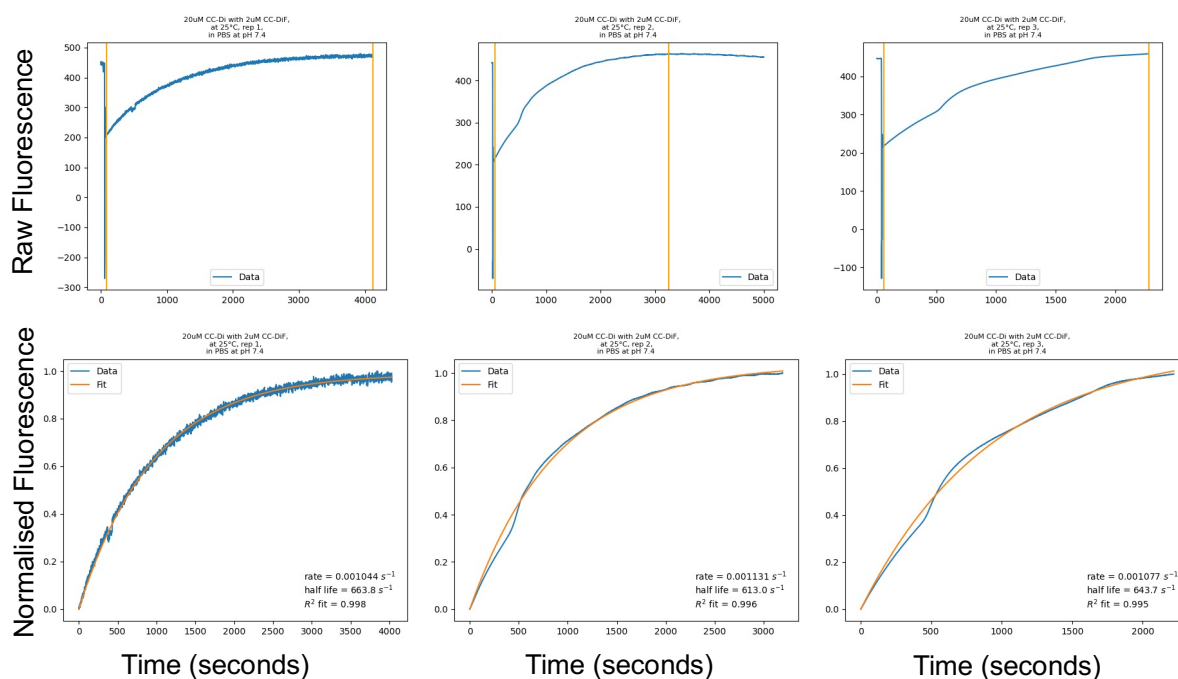 20uM CC-Di with 2uM CC-DiF,
at 25°C, rep 1,
in PBS at pH 7.4
20uM CC-Di with 2uM CC-DiF,
at 25°C, rep 2,
in PBS at pH 7.4
20uM CC-Di with 2uM CC-DiF,
at 25°C, rep 3,
in PBS at pH 7.4
Raw Fluorescence
500
400
300
200
100
0
−100
−200
−300
Data
0
1000
2000
3000
4000
400
300
200
100
0
Data
0
1000
2000
3000
4000
5000
400
300
200
100
0
−100
Data
0
500
1000
1500
2000
20uM CC-Di with 2uM CC-DiF,
at 25°C, rep 1,
in PBS at pH 7.4
20uM CC-Di with 2uM CC-DiF,
at 25°C, rep 2,
in PBS at pH 7.4
20uM CC-Di with 2uM CC-DiF,
at 25°C, rep 3,
in PBS at pH 7.4
Normalised Fluorescence
1.0
0.8
0.6
0.4
0.2
0.0
Data
Fit
rate = 0.001044 s⁻¹
half life = 663.8 s⁻¹
R² fit = 0.998
0
500
1000
1500
2000
2500
3000
3500
4000
1.0
0.8
0.6
0.4
0.2
0.0
Data
Fit
rate = 0.001131 s⁻¹
half life = 613.0 s⁻¹
R² fit = 0.996
0
500
1000
1500
2000
2500
3000
1.0
0.8
0.6
0.4
0.2
0.0
Data
Fit
rate = 0.001077 s⁻¹
half life = 643.7 s⁻¹
R² fit = 0.995
0
500
1000
1500
2000
Time (seconds)
Time (seconds)
Time (seconds)